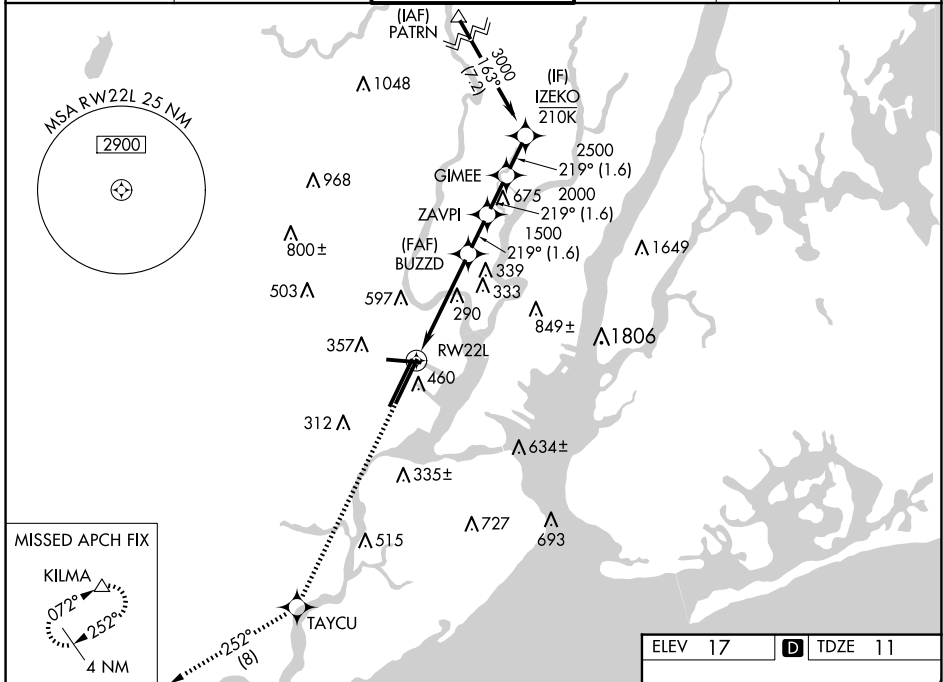 (IAF)
PATRN
3000
163°
(7.2)
(IF)
IZEKO
210K
1048
MSA RW22L 25 NM
2900
2500
219° (1.6)
GIMEE
675
2000
968
ZAVPI
219° (1.6)
1500
(FAF)
BUZZD
219° (1.6)
800±
1649
339
503
597
333
290
849±
1806
357
RW22L
460
312
634±
335±
727
693
515
MISSED APCH FIX
KILMA
072°
252°
4 NM
TAYCU
252°
(8)
ELEV 17 D TDZE 11